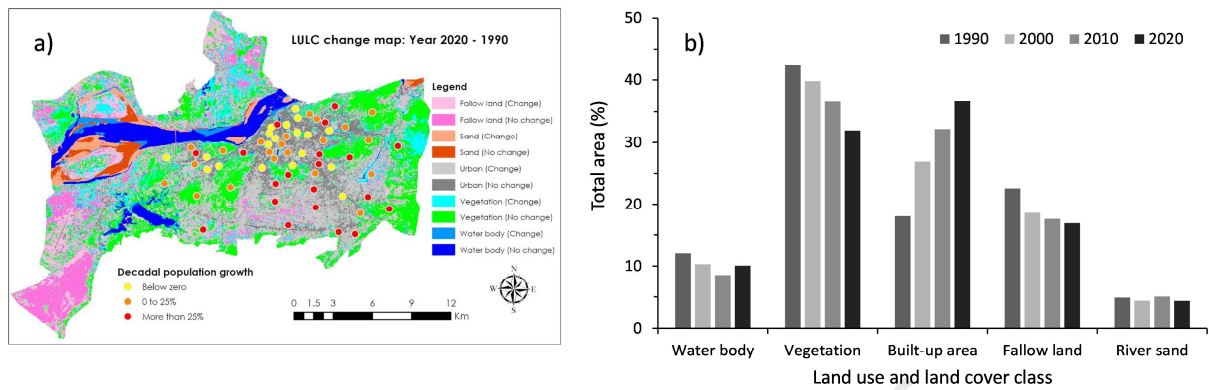 a)
LULC change map: Year 2020 - 1990
Legend
Fallow land (Change)
Fallow land (No change)
Sand (Change)
Sand (No change)
Urban (Change)
Urban (No change)
Vegetation (Change)
Vegetation (No change)
Water body (Change)
Water body (No change)
Decadal population growth
Below zero
0 to 25%
More than 25%
N
W E
S
0 1.5 3 6 9 12
Km
b)
1990 2000 2010 2020
Total area (%)
50
40
30
20
10
0
Water body Vegetation Built-up area Fallow land River sand
Land use and land cover class